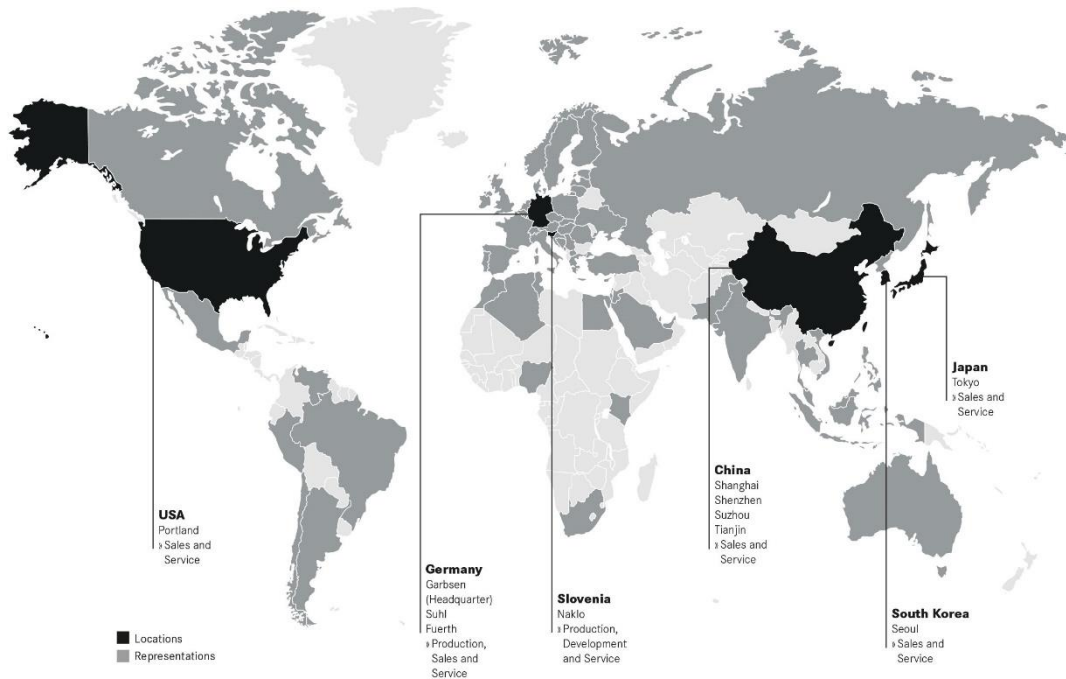 USA
Portland
» Sales and
Service
Germany
Garbsen
(Headquarter)
Suhl
Fuerth
» Production,
Sales and
Service
Slovenia
Naklo
» Production,
Development
and Service
China
Shanghai
Shenzhen
Suzhou
Tianjin
» Sales and
Service
Japan
Tokyo
» Sales and
Service
South Korea
Seoul
» Sales and
Service
Locations
Representations